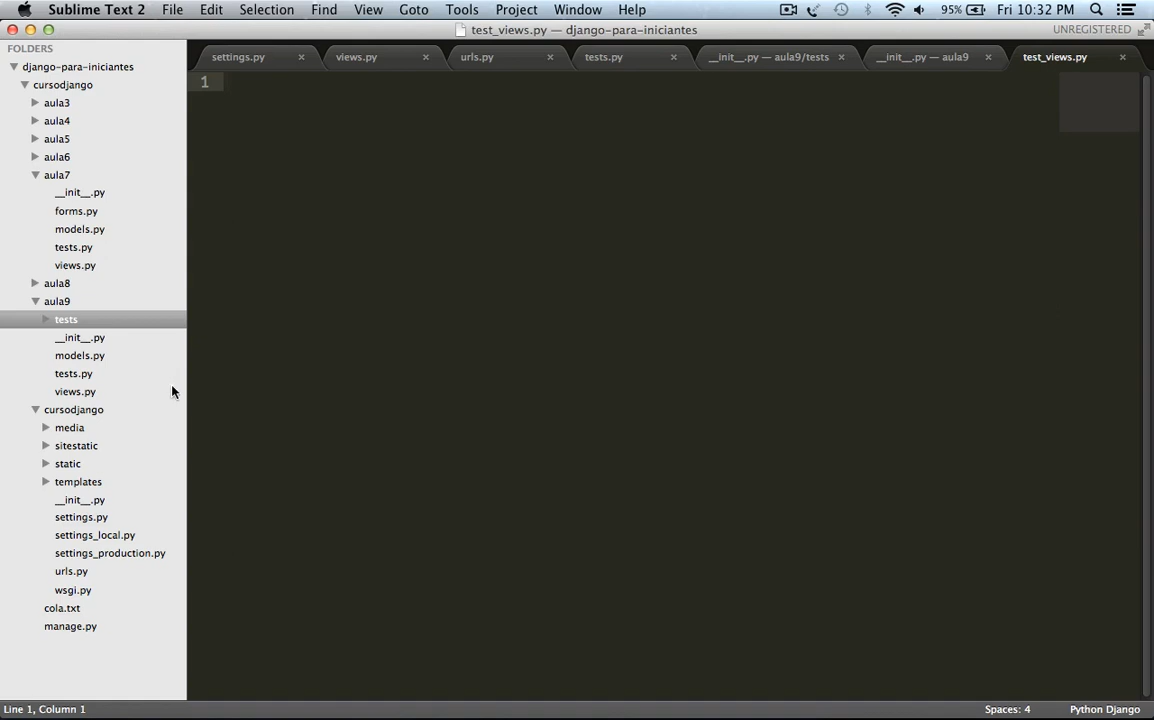 Sublime Text 2 File Edit Selection Find View Goto Tools Project Window Help 95% Fri 10:32 PM
test_views.py — django-para-iniciantes UNREGISTERED
FOLDERS
settings.py views.py urls.py tests.py __init__.py — aula9/tests __init__.py — aula9 test_views.py
django-para-iniciantes
1
cursodjango
aula3
aula4
aula5
aula6
aula7
__init__.py
forms.py
models.py
tests.py
views.py
aula8
aula9
tests
__init__.py
models.py
tests.py
views.py
cursodjango
media
sitestatic
static
templates
__init__.py
settings.py
settings_local.py
settings_production.py
urls.py
wsgi.py
cola.txt
manage.py
Line 1, Column 1 Spaces: 4 Python Django